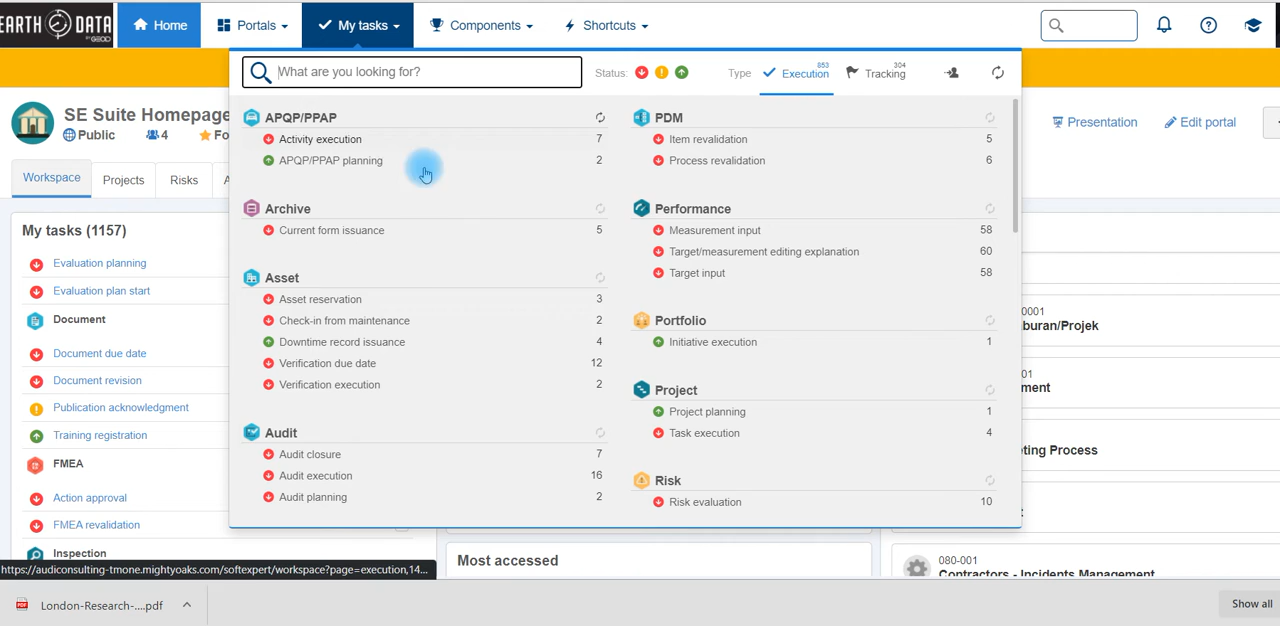 EARTH DATA
BY GEOD
Home
Portals
My tasks
Components
Shortcuts
What are you looking for?
Status:
Type
Execution
853
Tracking
304
SE Suite Homepage
Public
4
Fo
Presentation
Edit portal
Workspace
Projects
Risks
A
My tasks (1157)
Evaluation planning
Evaluation plan start
Document
Document due date
Document revision
Publication acknowledgment
Training registration
FMEA
Action approval
FMEA revalidation
Inspection
APQP/PPAP
Activity execution 7
APQP/PPAP planning 2
Archive
Current form issuance 5
Asset
Asset reservation 3
Check-in from maintenance 2
Downtime record issuance 4
Verification due date 12
Verification execution 2
Audit
Audit closure 7
Audit execution 16
Audit planning 2
PDM
Item revalidation 5
Process revalidation 6
Performance
Measurement input 58
Target/measurement editing explanation 60
Target input 58
Portfolio
Initiative execution 1
Project
Project planning 1
Task execution 4
Risk
Risk evaluation 10
0001
buran/Projek
01
ment
eting Process
Most accessed
080-001
Contractors - Incidents Management
https://audiconsulting-tmone.mightyoaks.com/softexpert/workspace?page=execution,14...
London-Research-....pdf
Show all